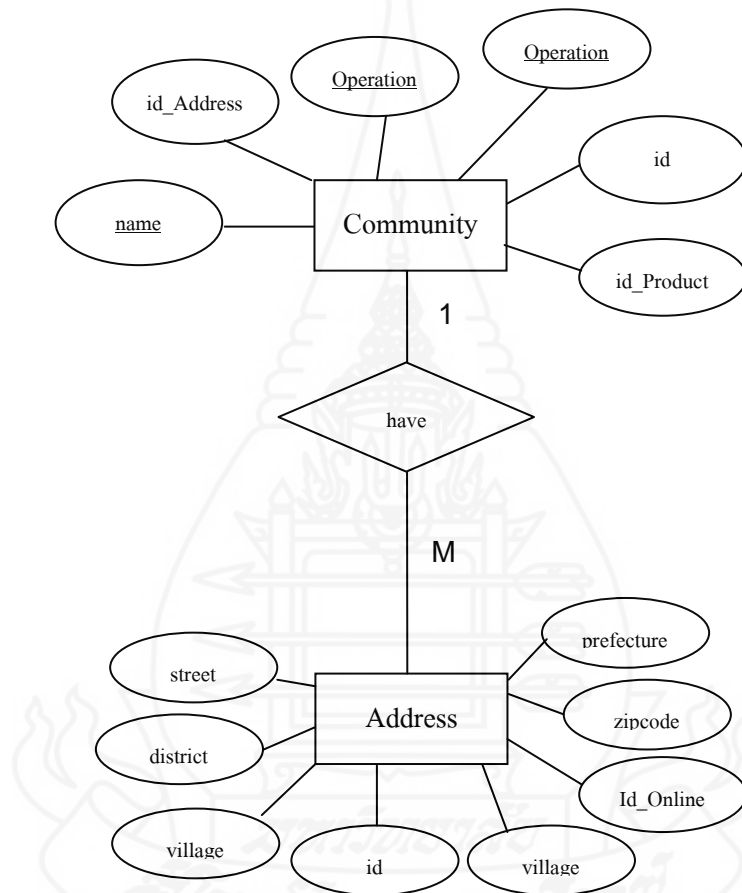 Operation
Operation
id_Address
id
name
Community
id_Product
1
have
M
prefecture
street
Address
zipcode
district
Id_Online
village
id
village